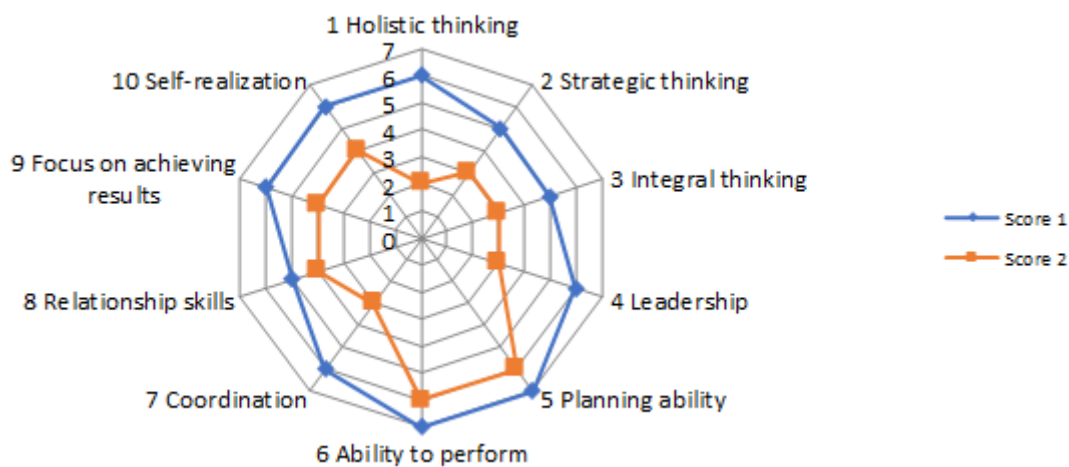 1 Holistic thinking
2 Strategic thinking
3 Integral thinking
4 Leadership
5 Planning ability
6 Ability to perform
7 Coordination
8 Relationship skills
9 Focus on achieving
results
10 Self-realization
7
6
5
4
3
2
1
0
Score 1
Score 2